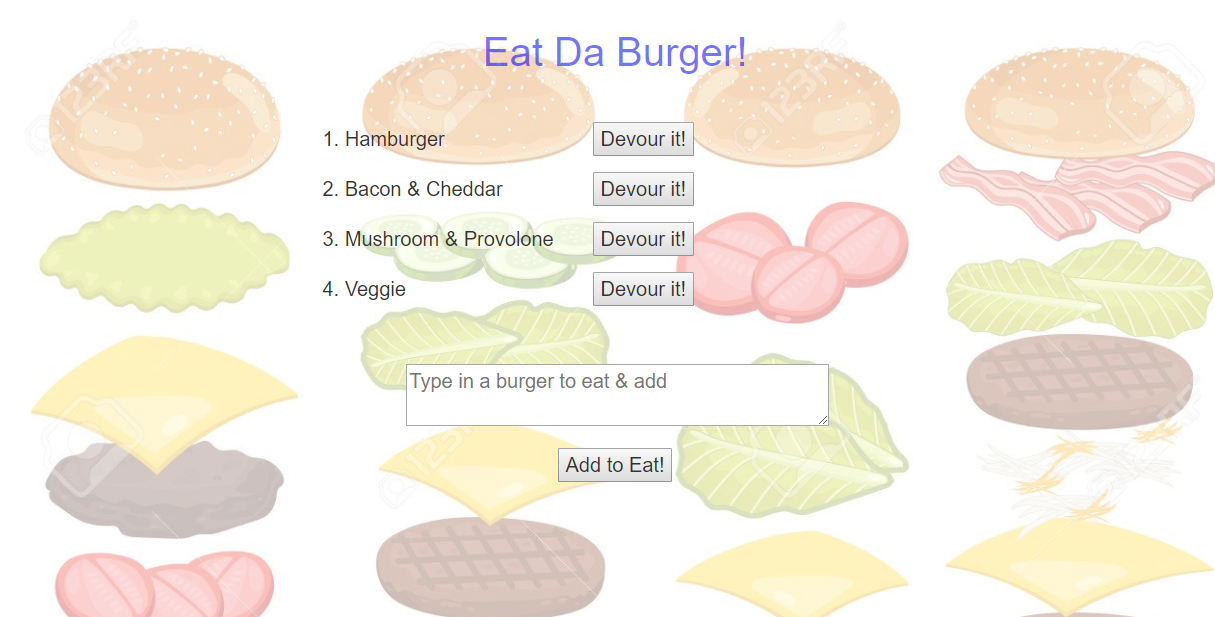 Eat Da Burger!
1. Hamburger Devour it!
2. Bacon & Cheddar Devour it!
3. Mushroom & Provolone Devour it!
4. Veggie Devour it!
Type in a burger to eat & add
Add to Eat!